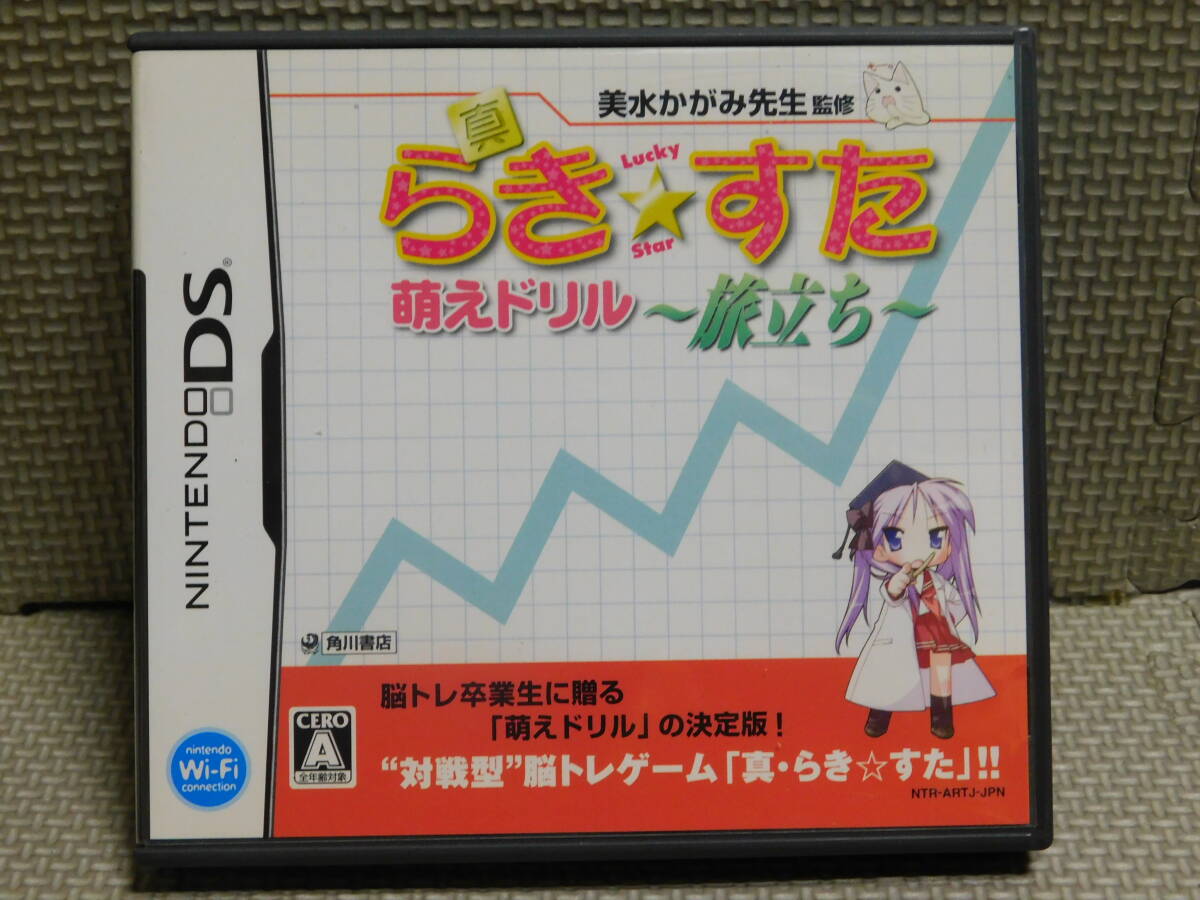 美水かがみ先生監修
真
らき☆すた
Lucky
Star
萌えドリル ～旅立ち～
NINTENDO DS®
角川書店
脳トレ卒業生に贈る
「萌えドリル」の決定版！
“対戦型”脳トレゲーム「真・らき☆すた」!!
CERO
A
全年齢対象
NTR-ARTJ-JPN
nintendo
Wi-Fi
connection